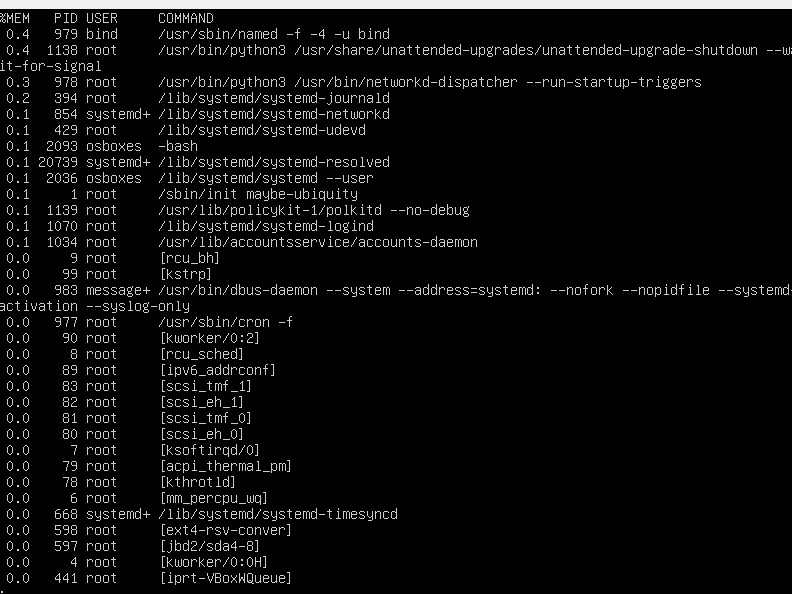 %MEM   PID USER     COMMAND
 0.4   979 bind     /usr/sbin/named -f -4 -u bind
 0.4  1138 root     /usr/bin/python3 /usr/share/unattended-upgrades/unattended-upgrade-shutdown --wa
it-for-signal
 0.3   978 root     /usr/bin/python3 /usr/bin/networkd-dispatcher --run-startup-triggers
 0.2   394 root     /lib/systemd/systemd-journald
 0.1   854 systemd+ /lib/systemd/systemd-networkd
 0.1   429 root     /lib/systemd/systemd-udevd
 0.1  2093 osboxes  -bash
 0.1 20739 systemd+ /lib/systemd/systemd-resolved
 0.1  2036 osboxes  /lib/systemd/systemd --user
 0.1     1 root     /sbin/init maybe-ubiquity
 0.1  1139 root     /usr/lib/policykit-1/polkitd --no-debug
 0.1  1070 root     /lib/systemd/systemd-logind
 0.1  1034 root     /usr/lib/accountsservice/accounts-daemon
 0.0     9 root     [rcu_bh]
 0.0    99 root     [kstrp]
 0.0   983 message+ /usr/bin/dbus-daemon --system --address=systemd: --nofork --nopidfile --systemd-
activation --syslog-only
 0.0   977 root     /usr/sbin/cron -f
 0.0    90 root     [kworker/0:2]
 0.0     8 root     [rcu_sched]
 0.0    89 root     [ipv6_addrconf]
 0.0    83 root     [scsi_tmf_1]
 0.0    82 root     [scsi_eh_1]
 0.0    81 root     [scsi_tmf_0]
 0.0    80 root     [scsi_eh_0]
 0.0     7 root     [ksoftirqd/0]
 0.0    79 root     [acpi_thermal_pm]
 0.0    78 root     [kthrotld]
 0.0     6 root     [mm_percpu_wq]
 0.0   668 systemd+ /lib/systemd/systemd-timesyncd
 0.0   598 root     [ext4-rsv-conver]
 0.0   597 root     [jbd2/sda4-8]
 0.0     4 root     [kworker/0:0H]
 0.0   441 root     [iprt-VBoxWQueue]